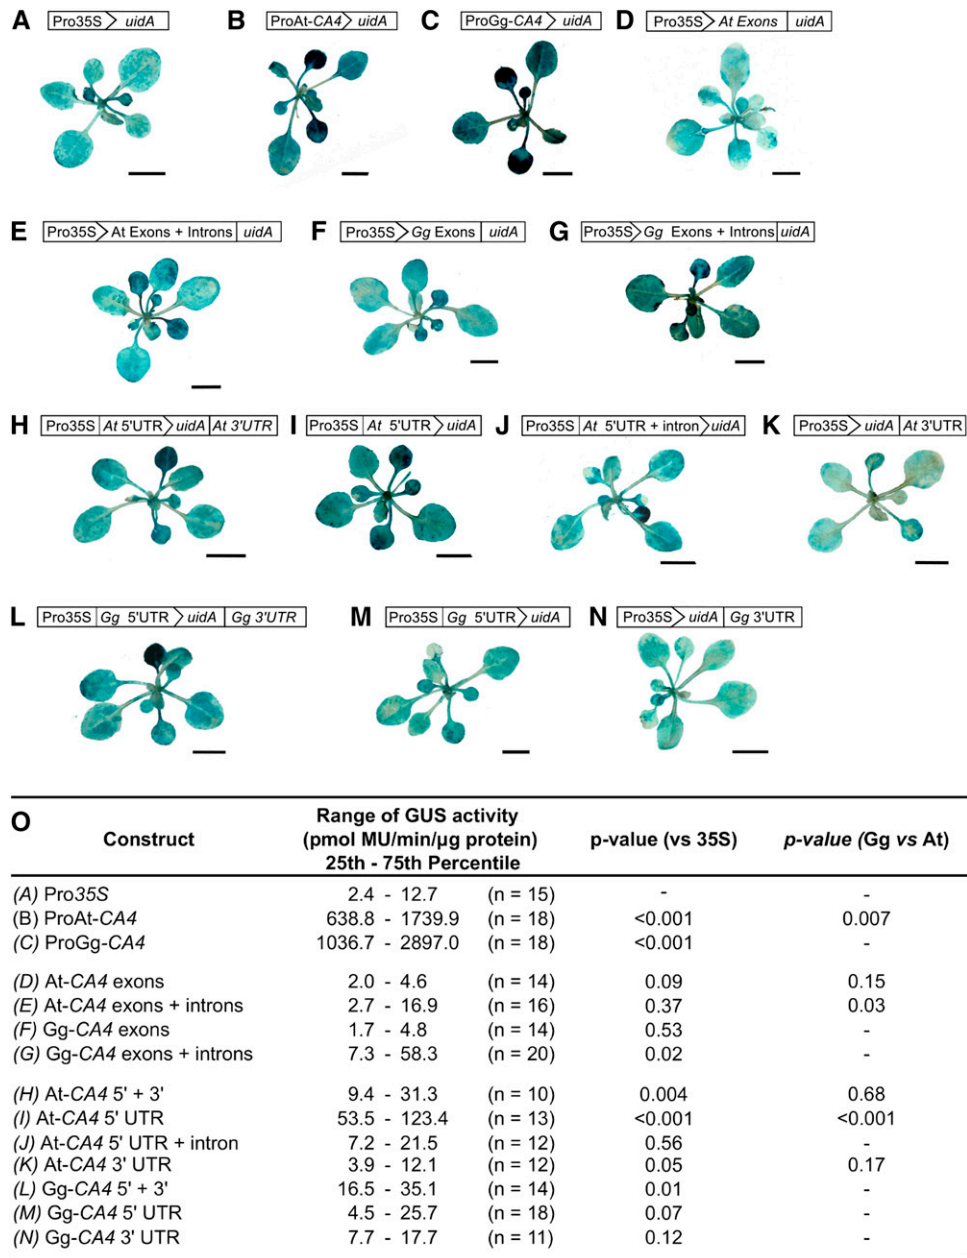 A Pro35S uidA
B ProAt-CA4 uidA
C ProGg-CA4 uidA
D Pro35S At Exons uidA
E Pro35S At Exons + Introns uidA
F Pro35S Gg Exons uidA
G Pro35S Gg Exons + Introns uidA
H Pro35S At 5'UTR uidA At 3'UTR
I Pro35S At 5'UTR uidA
J Pro35S At 5'UTR + intron uidA
K Pro35S uidA At 3'UTR
L Pro35S Gg 5'UTR uidA Gg 3'UTR
M Pro35S Gg 5'UTR uidA
N Pro35S uidA Gg 3'UTR
O Construct
Range of GUS activity
(pmol MU/min/µg protein)
25th - 75th Percentile
p-value (vs 35S)
p-value (Gg vs At)
(A) Pro35S 2.4 - 12.7 (n = 15) - -
(B) ProAt-CA4 638.8 - 1739.9 (n = 18) <0.001 0.007
(C) ProGg-CA4 1036.7 - 2897.0 (n = 18) <0.001 -
(D) At-CA4 exons 2.0 - 4.6 (n = 14) 0.09 0.15
(E) At-CA4 exons + introns 2.7 - 16.9 (n = 16) 0.37 0.03
(F) Gg-CA4 exons 1.7 - 4.8 (n = 14) 0.53 -
(G) Gg-CA4 exons + introns 7.3 - 58.3 (n = 20) 0.02 -
(H) At-CA4 5' + 3' 9.4 - 31.3 (n = 10) 0.004 0.68
(I) At-CA4 5' UTR 53.5 - 123.4 (n = 13) <0.001 <0.001
(J) At-CA4 5' UTR + intron 7.2 - 21.5 (n = 12) 0.56 -
(K) At-CA4 3' UTR 3.9 - 12.1 (n = 12) 0.05 0.17
(L) Gg-CA4 5' + 3' 16.5 - 35.1 (n = 14) 0.01 -
(M) Gg-CA4 5' UTR 4.5 - 25.7 (n = 18) 0.07 -
(N) Gg-CA4 3' UTR 7.7 - 17.7 (n = 11) 0.12 -